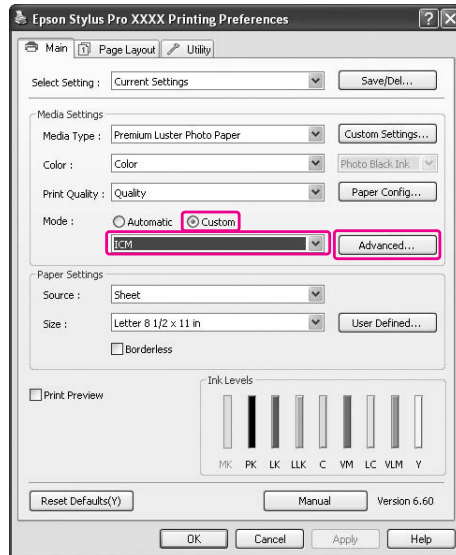 Epson Stylus Pro XXXX Printing Preferences
Main Page Layout Utility
Select Setting : Current Settings Save/Del...
Media Settings
Media Type : Premium Luster Photo Paper Custom Settings...
Color : Color Photo Black Ink
Print Quality : Quality Paper Config...
Mode : Automatic Custom
ICM Advanced...
Paper Settings
Source : Sheet
Size : Letter 8 1/2 x 11 in User Defined...
Borderless
Print Preview
Ink Levels
MK PK LK LLK C VM LC VLM Y
Reset Defaults(Y) Manual Version 6.60
OK Cancel Apply Help